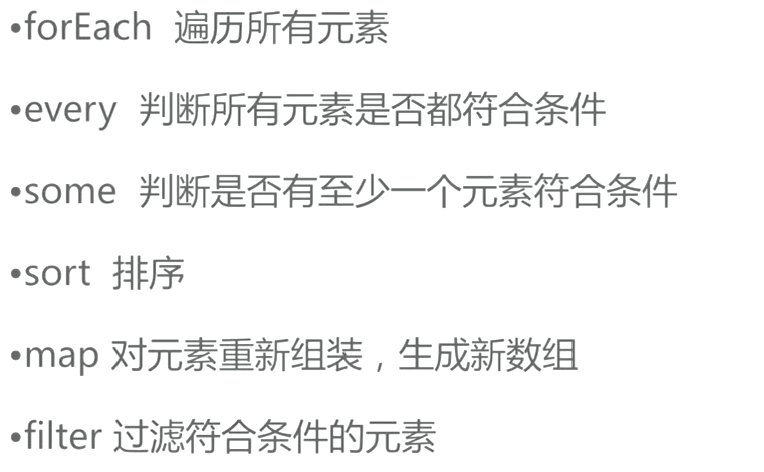 •forEach 遍历所有元素
•every 判断所有元素是否都符合条件
•some 判断是否有至少一个元素符合条件
•sort 排序
•map 对元素重新组装，生成新数组
•filter 过滤符合条件的元素